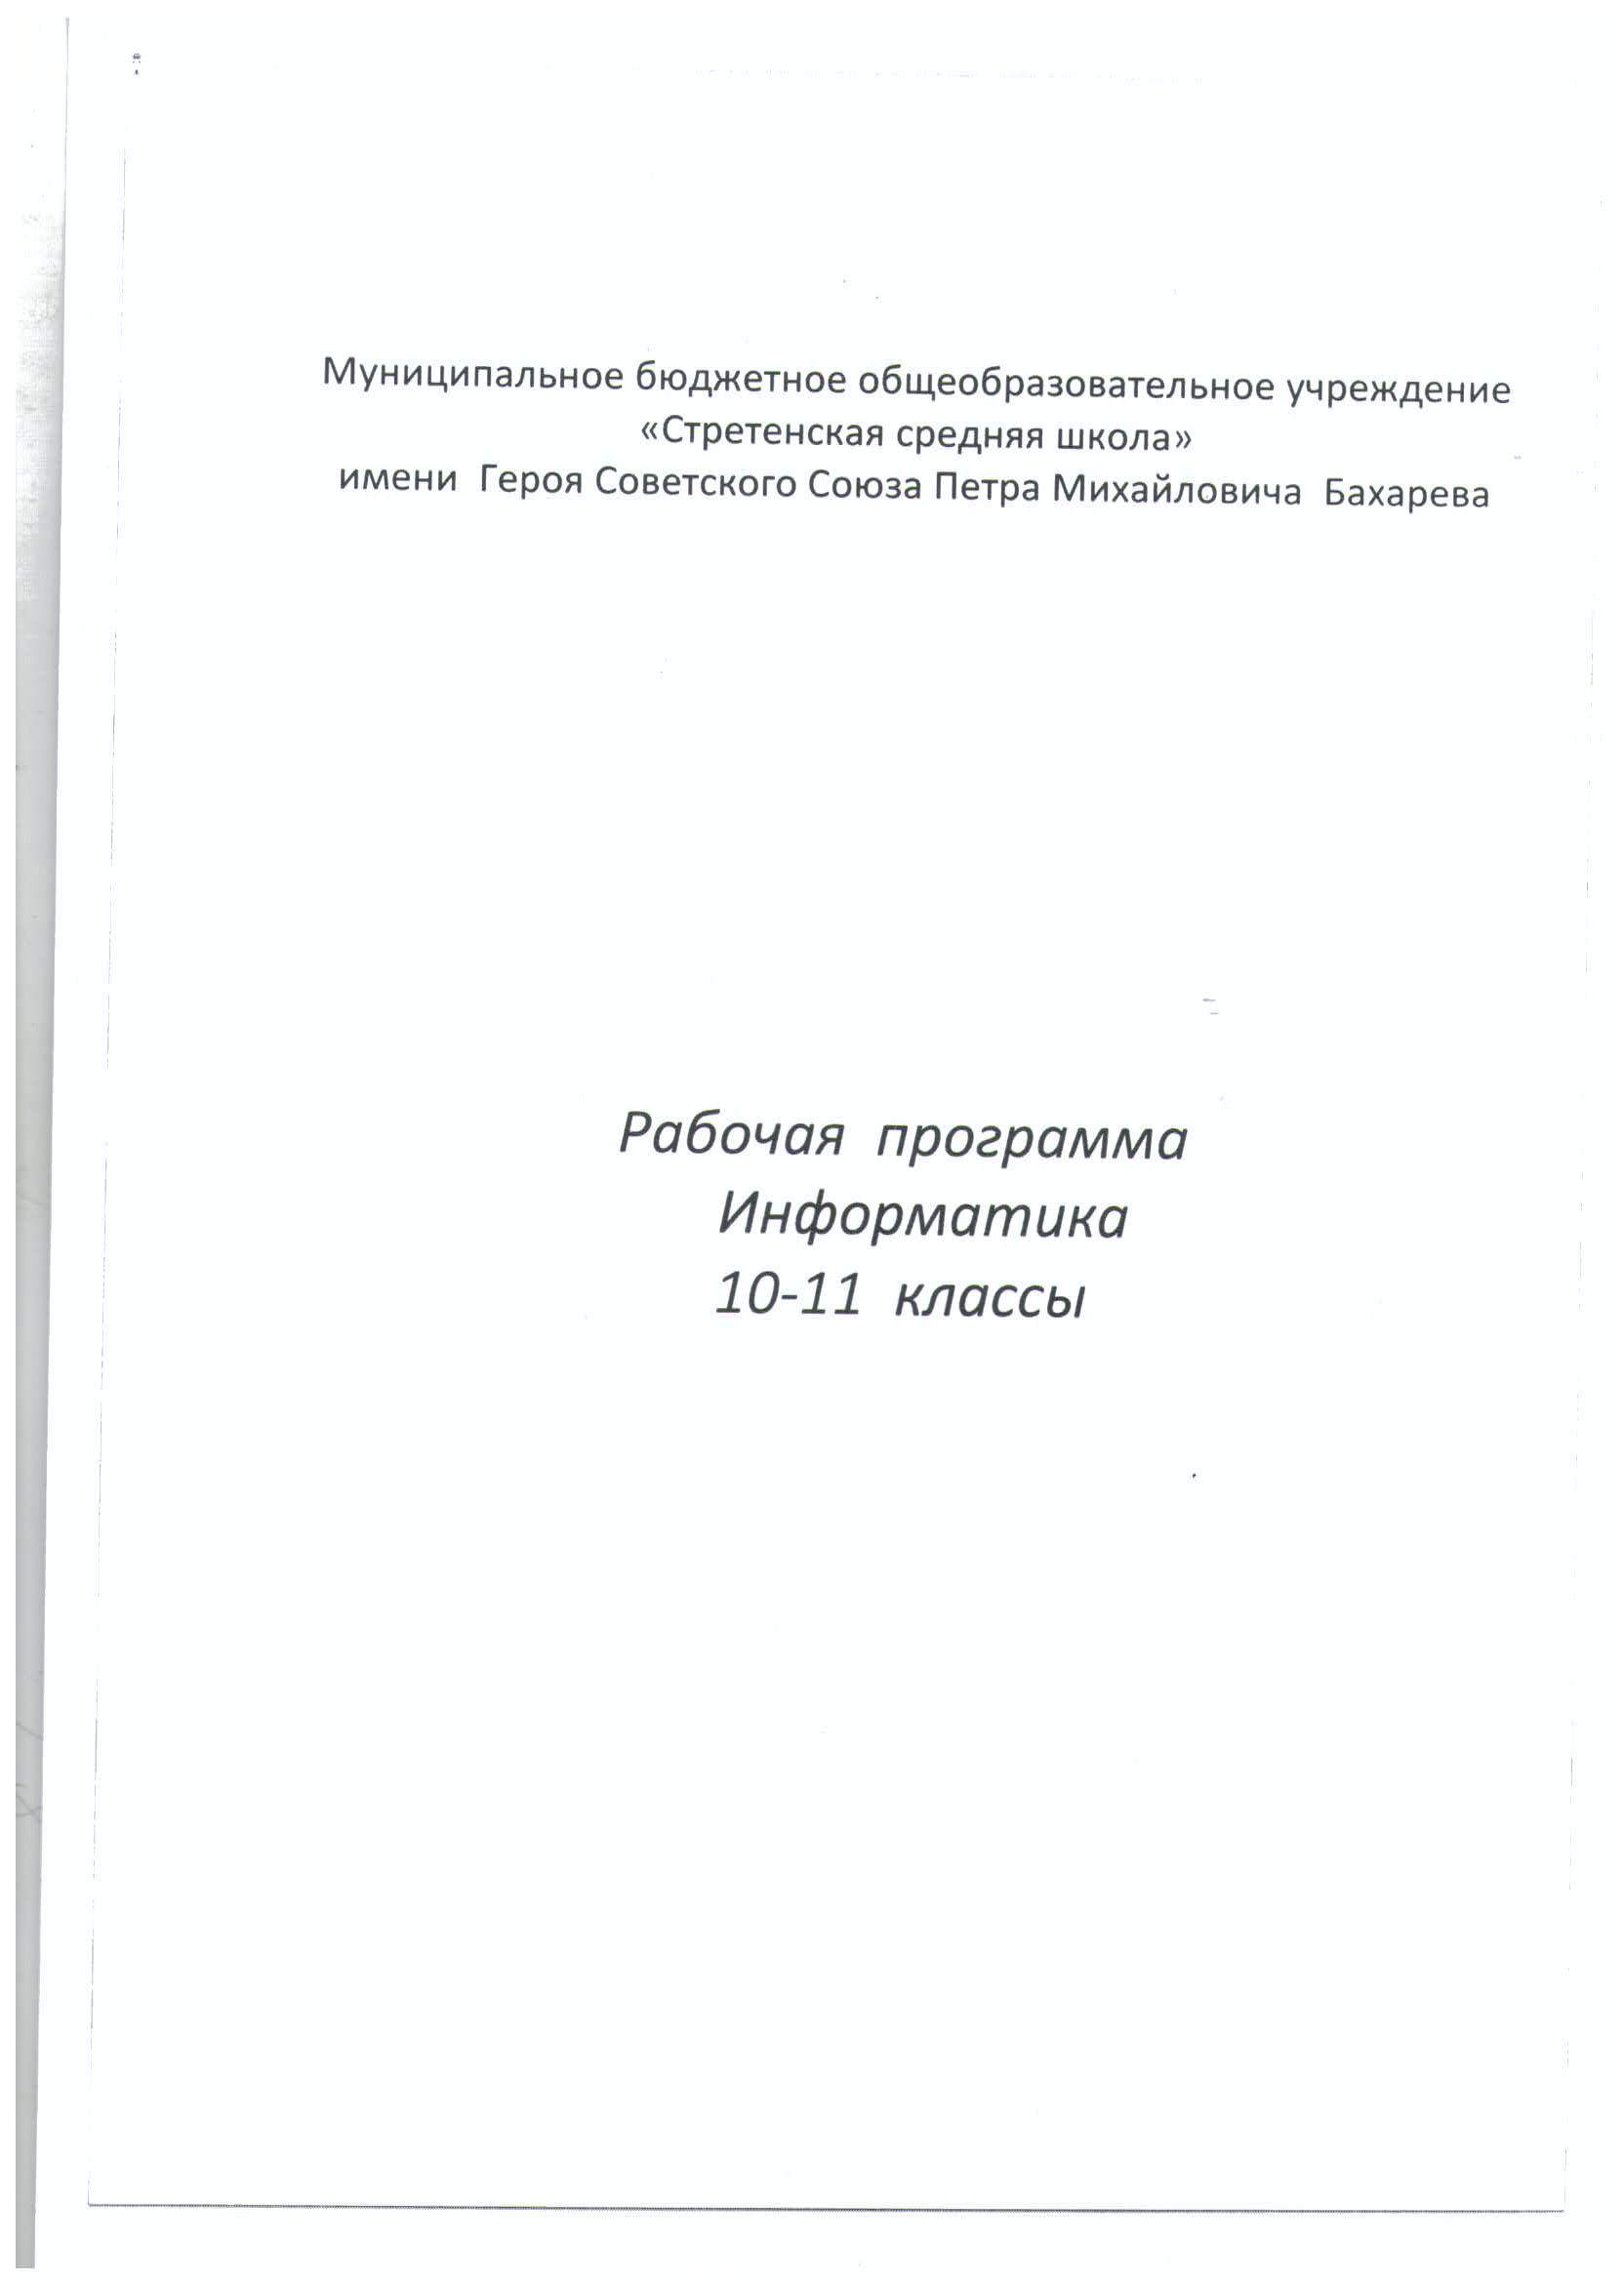 Муниципальное бюджетное общеобразовательное учреждение
«Стретенская средняя школа»
имени Героя Советского Союза Петра Михайловича Бахарева
Рабочая программа
Информатика
10-11 классы